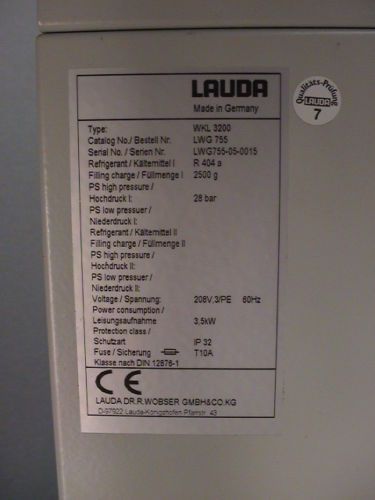 LAUDA
Made in Germany
Qualitäts-Prüfung
LAUDA
7
Type: WKL 3200
Catalog No./ Bestell Nr. LWG 755
Serial No. / Serien Nr. LWG755-05-0015
Refrigerant / Kältemittel I R 404 a
Filling charge / Füllmenge I 2500 g
PS high pressure /
Hochdruck I: 28 bar
PS low pressuer /
Niederdruck I:
Refrigerant / Kältemittel II
Filling charge / Füllmenge II
PS high pressure /
Hochdruck II:
PS low pressuer /
Niederdruck II:
Voltage / Spannung: 208V,3/PE 60Hz
Power consumption /
Leisungsaufnahme 3,5kW
Protection class /
Schutzart IP 32
Fuse / Sicherung T10A
Klasse nach DIN 12876-1
CE
LAUDA DR.R.WOBSER GMBH&CO.KG
D-97922 Lauda-Königshofen Pfarrstr. 43